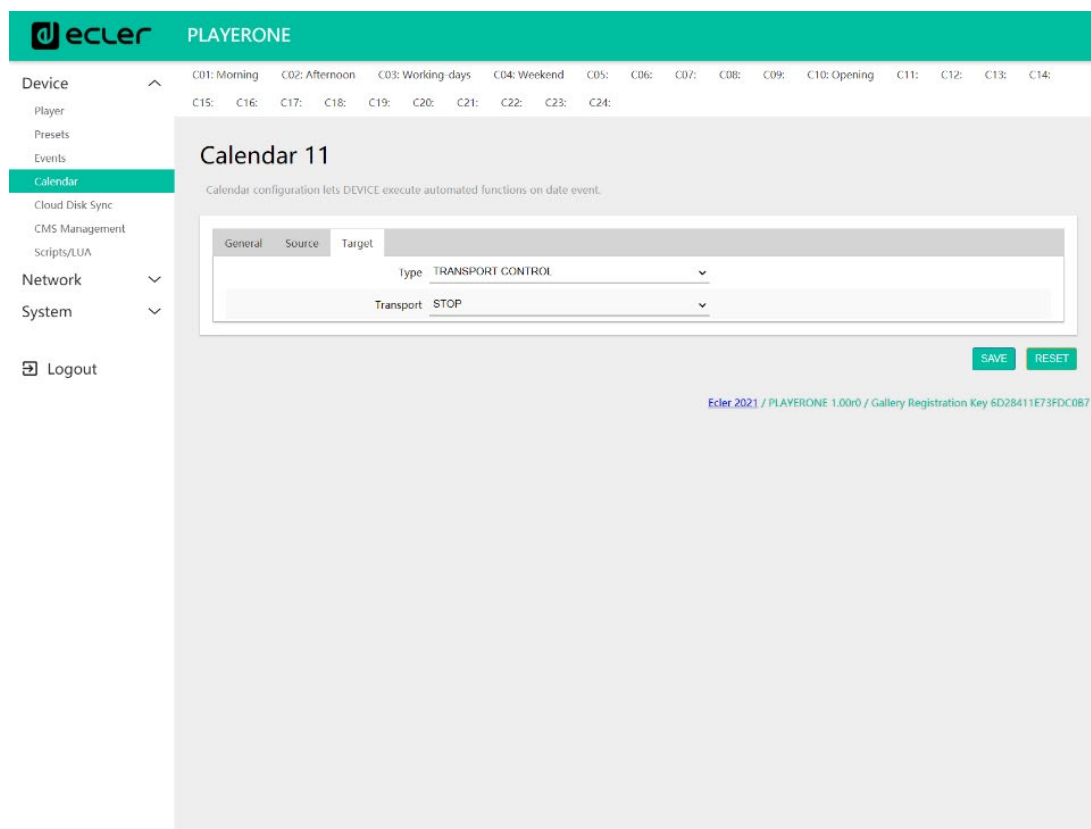 ecler PLAYERONE
Device
Player
Presets
Events
Calendar
Cloud Disk Sync
CMS Management
Scripts/LUA
Network
System
Logout
C01: Morning C02: Afternoon C03: Working-days C04: Weekend C05: C06: C07: C08: C09: C10: Opening C11: C12: C13: C14:
C15: C16: C17: C18: C19: C20: C21: C22: C23: C24:
Calendar 11
Calendar configuration lets DEVICE execute automated functions on date event.
General Source Target
Type TRANSPORT CONTROL
Transport STOP
SAVE RESET
Ecler 2021 / PLAYERONE 1.00r0 / Gallery Registration Key 6D28411E73FDC0B7